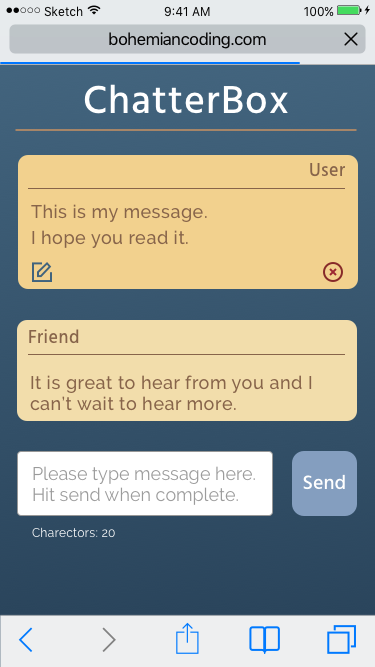 Sketch 9:41 AM 100%
bohemiancoding.com
ChatterBox
User
This is my message.
I hope you read it.
Friend
It is great to hear from you and I
can't wait to hear more.
Please type message here.
Hit send when complete.
Send
Charectors: 20